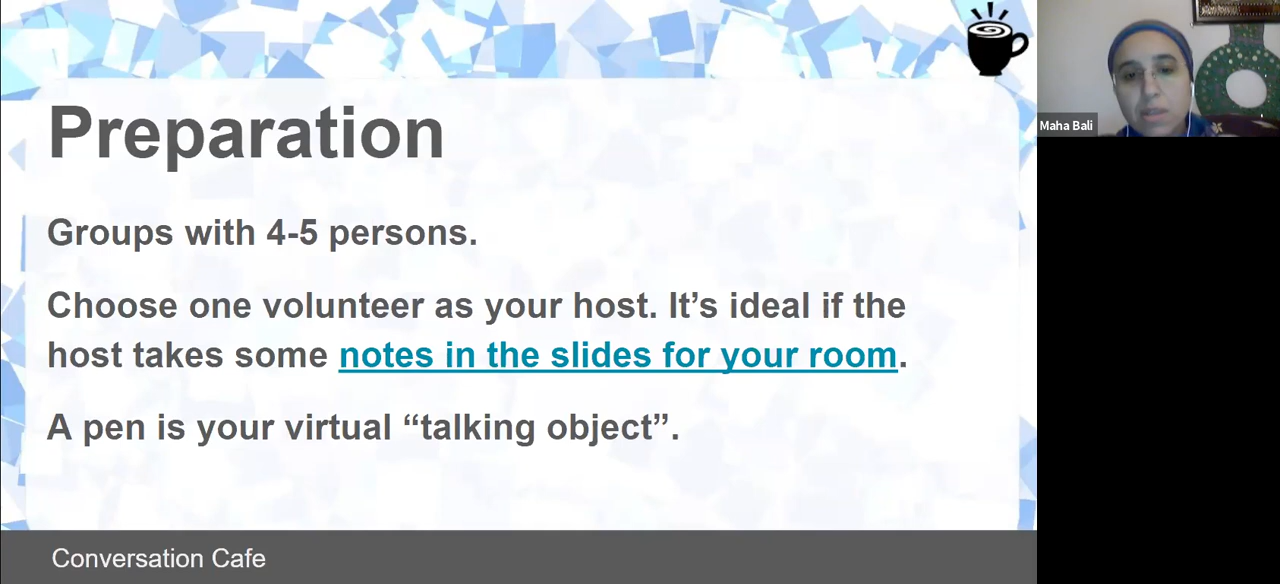 Preparation
Groups with 4-5 persons.
Choose one volunteer as your host. It’s ideal if the
host takes some notes in the slides for your room.
A pen is your virtual “talking object”.
Conversation Cafe
Maha Bali